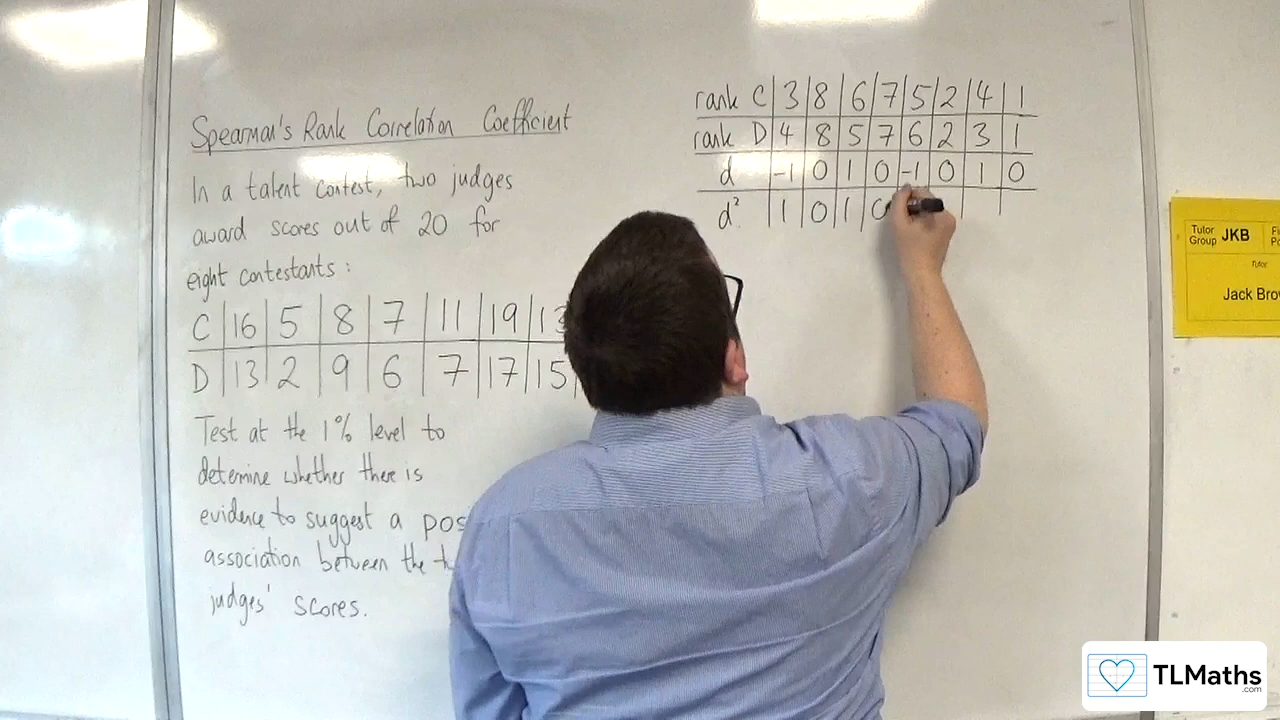 Spearman's Rank Correlation Coefficient
In a talent contest, two judges
award scores out of 20 for
eight contestants :
C 16 5 8 7 11 19 13
D 13 2 9 6 7 17 15
Test at the 1% level to
determine whether there is
evidence to suggest a pos
association between the
judges' scores.
rank C 3 8 6 7 5 2 4 1
rank D 4 8 5 7 6 2 3 1
d -1 0 1 0 -1 0 1 0
d² 1 0 1 0
Tutor
Group JKB
Tutor
Jack Bro
TLMaths
.com